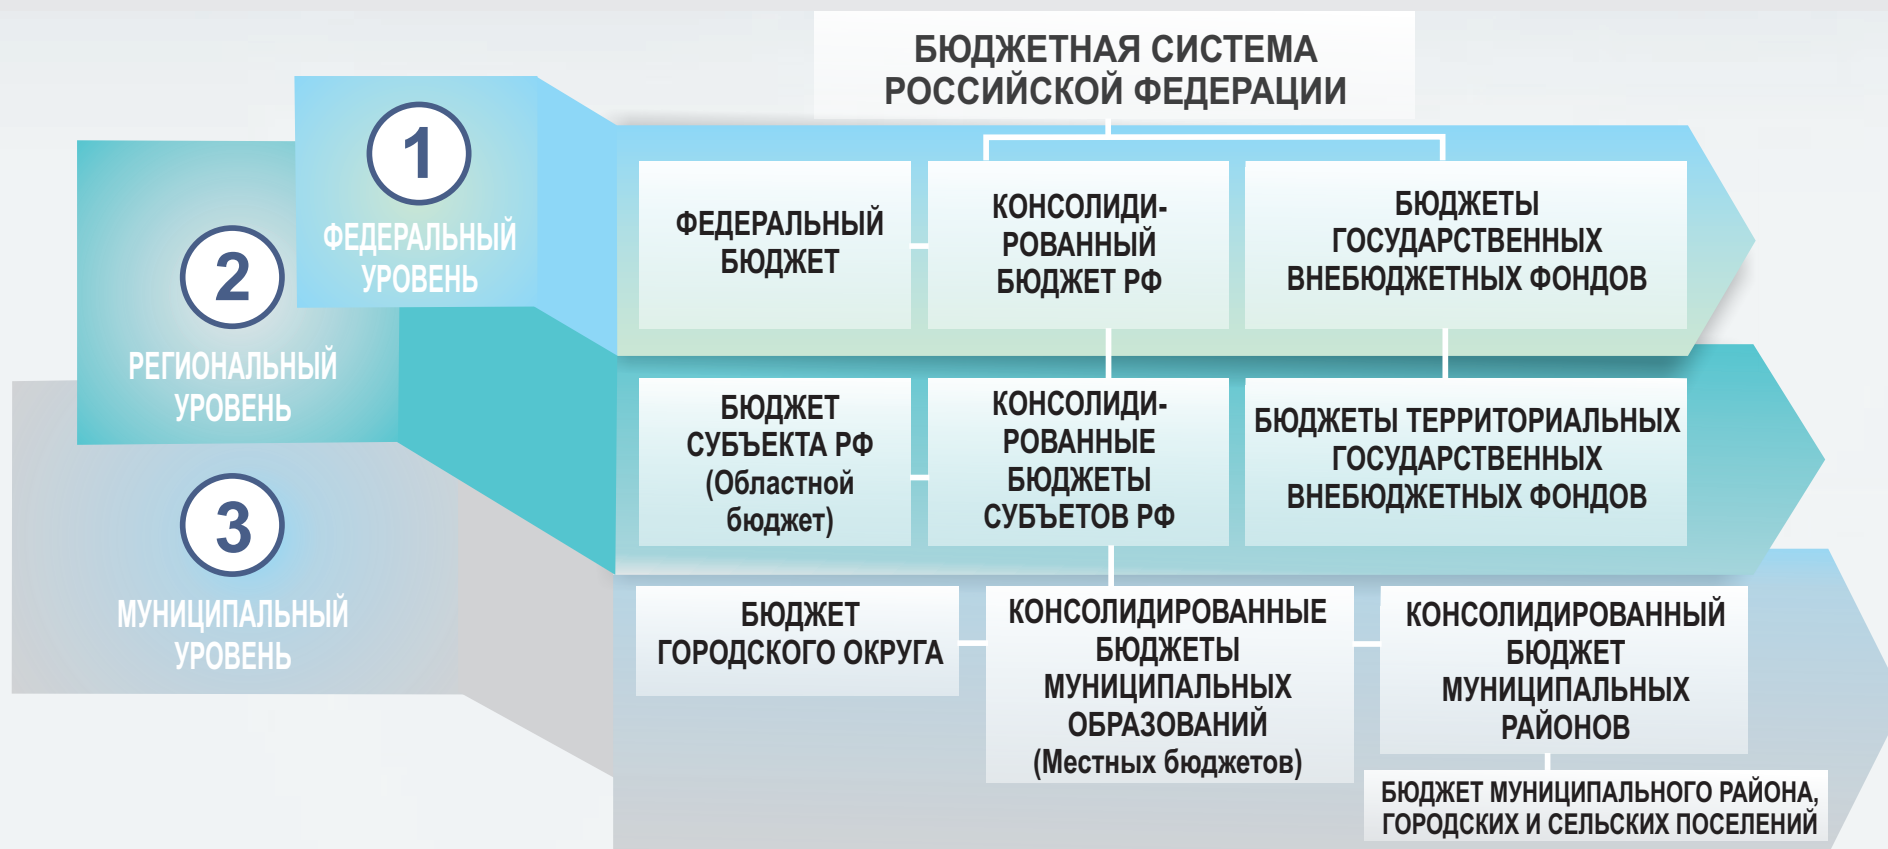 БЮДЖЕТНАЯ СИСТЕМА
РОССИЙСКОЙ ФЕДЕРАЦИИ
1
ФЕДЕРАЛЬНЫЙ
УРОВЕНЬ
ФЕДЕРАЛЬНЫЙ
БЮДЖЕТ
КОНСОЛИДИ-
РОВАННЫЙ
БЮДЖЕТ РФ
БЮДЖЕТЫ
ГОСУДАРСТВЕННЫХ
ВНЕБЮДЖЕТНЫХ ФОНДОВ
2
РЕГИОНАЛЬНЫЙ
УРОВЕНЬ
БЮДЖЕТ
СУБЪЕКТА РФ
(Областной
бюджет)
КОНСОЛИДИ-
РОВАННЫЕ
БЮДЖЕТЫ
СУБЪЕТОВ РФ
БЮДЖЕТЫ ТЕРРИТОРИАЛЬНЫХ
ГОСУДАРСТВЕННЫХ
ВНЕБЮДЖЕТНЫХ ФОНДОВ
3
МУНИЦИПАЛЬНЫЙ
УРОВЕНЬ
БЮДЖЕТ
ГОРОДСКОГО ОКРУГА
КОНСОЛИДИРОВАННЫЕ
БЮДЖЕТЫ
МУНИЦИПАЛЬНЫХ
ОБРАЗОВАНИЙ
(Местных бюджетов)
КОНСОЛИДИРОВАННЫЙ
БЮДЖЕТ
МУНИЦИПАЛЬНЫХ
РАЙОНОВ
БЮДЖЕТ МУНИЦИПАЛЬНОГО РАЙОНА,
ГОРОДСКИХ И СЕЛЬСКИХ ПОСЕЛЕНИЙ